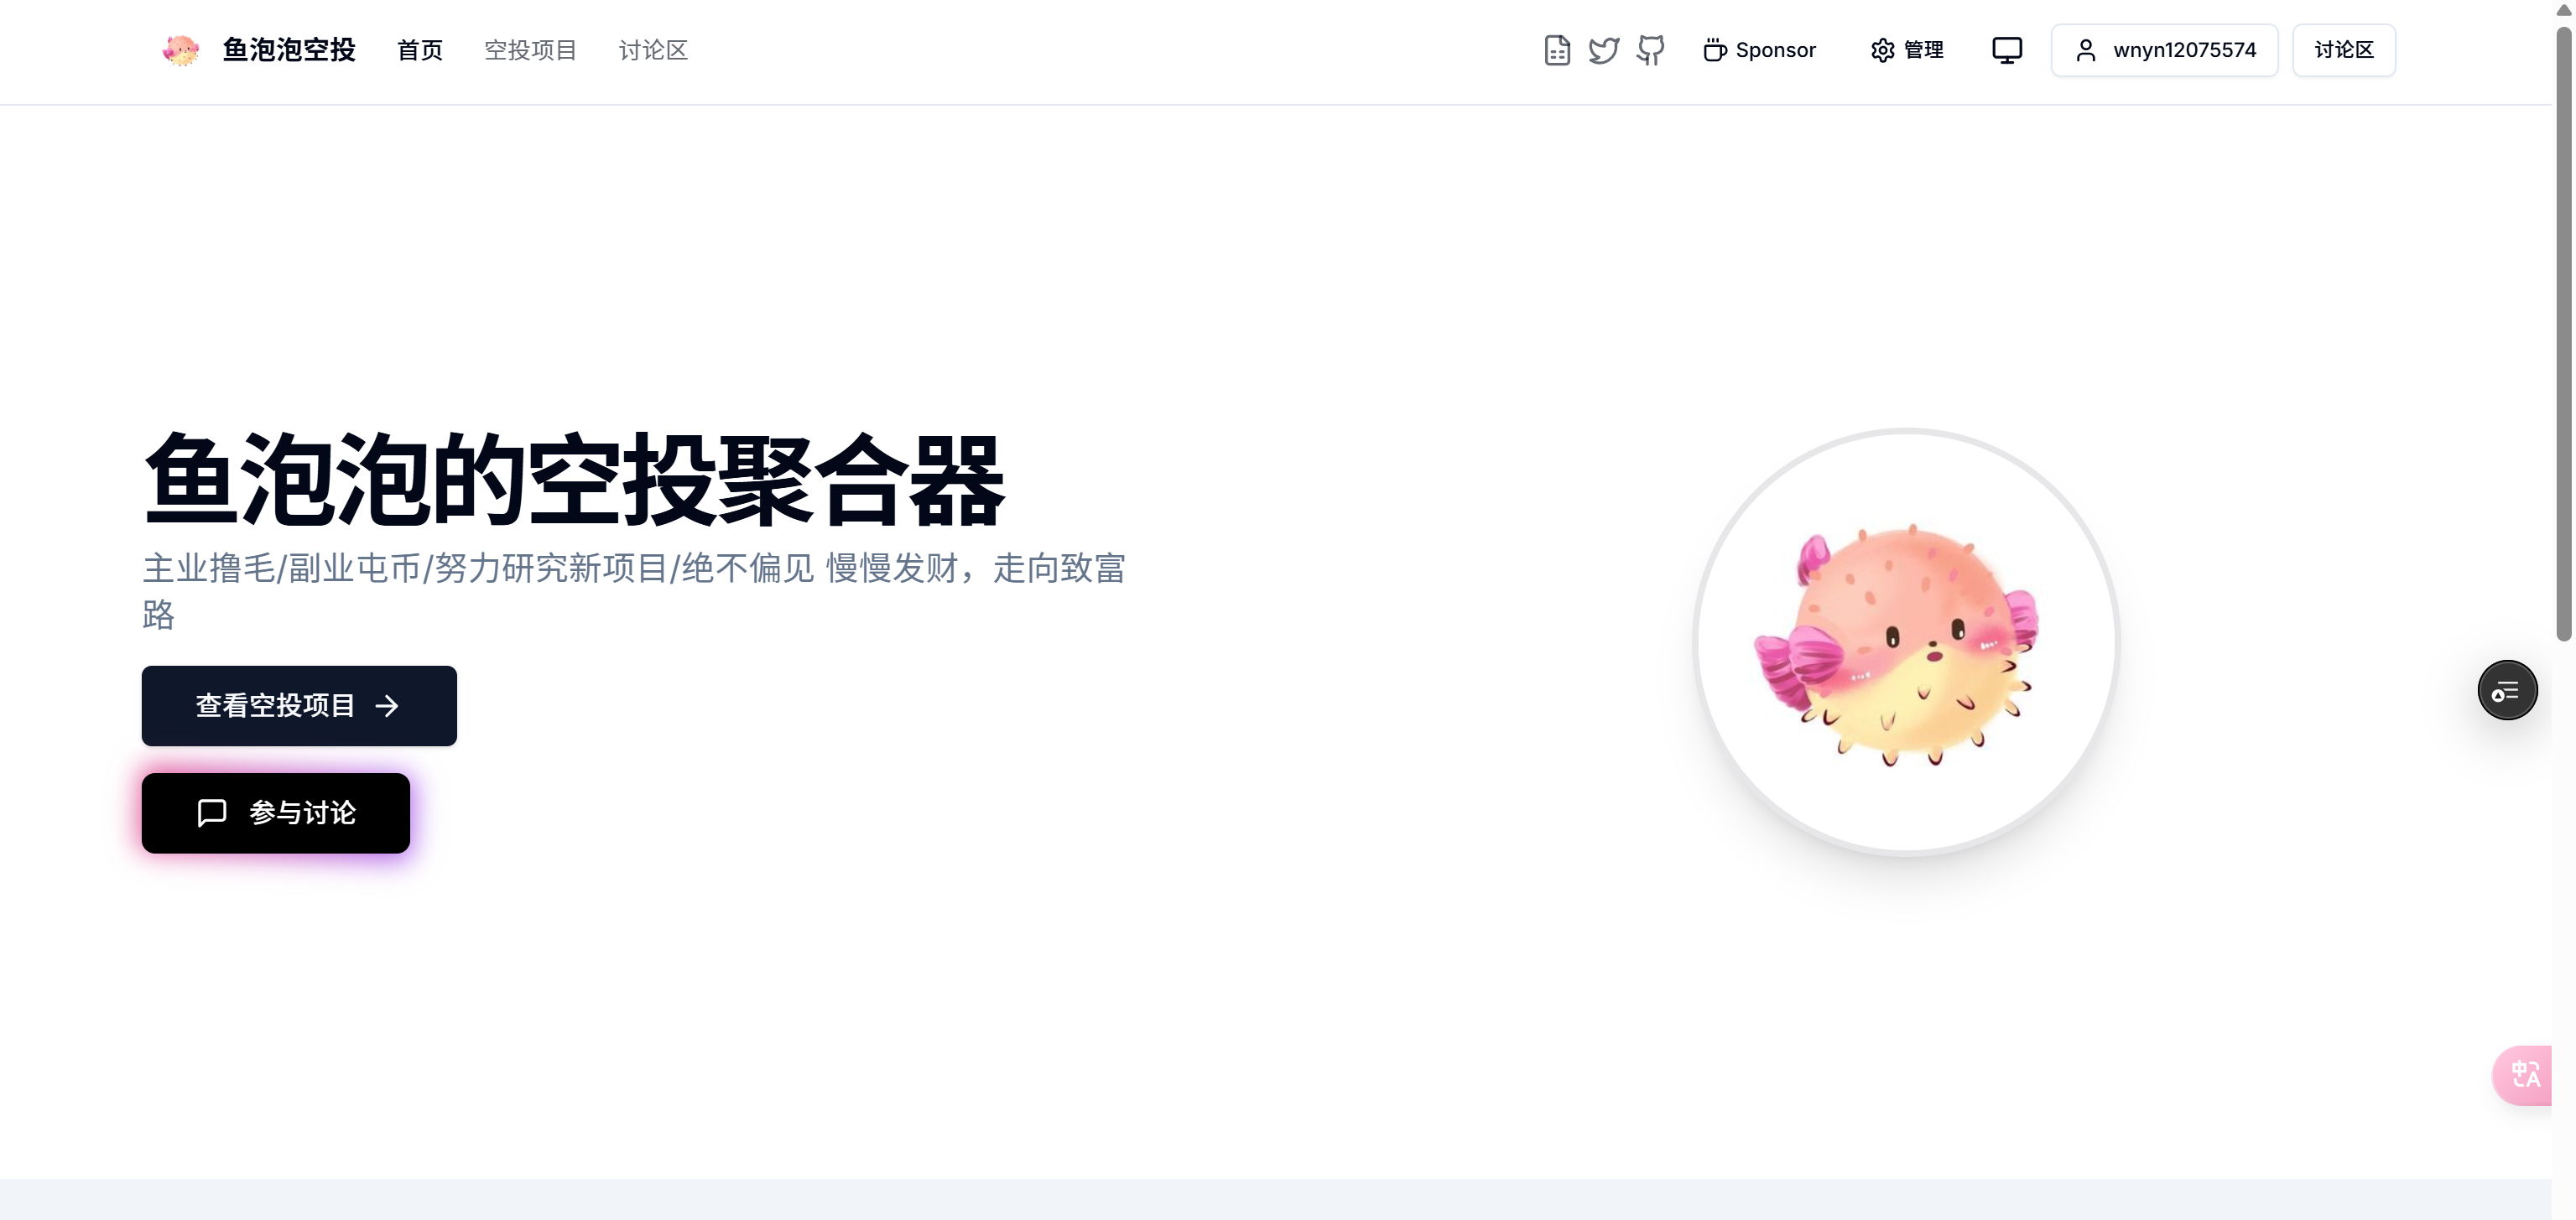 鱼泡泡空投 首页 空投项目 讨论区 Sponsor 管理 wnyn12075574 讨论区
鱼泡泡的空投聚合器
主业撸毛/副业屯币/努力研究新项目/绝不偏见 慢慢发财，走向致富
路
查看空投项目
参与讨论
中A